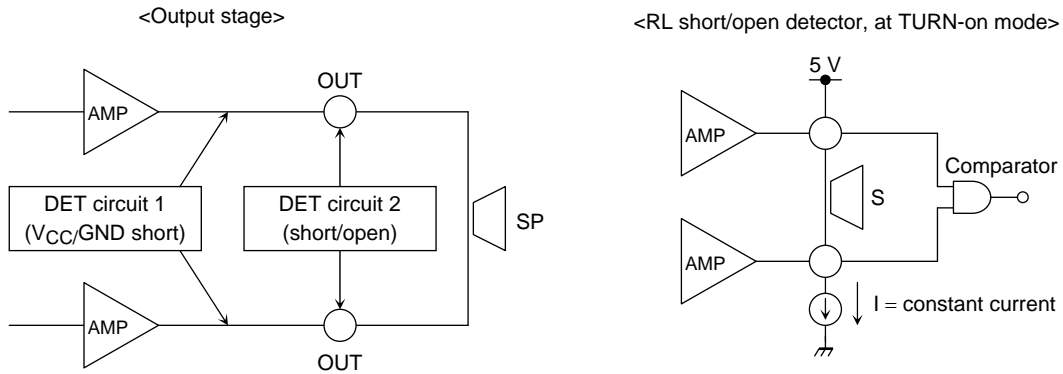 <Output stage>
AMP
OUT
DET circuit 1
(VCC/GND short)
DET circuit 2
(short/open)
SP
AMP
OUT
<RL short/open detector, at TURN-on mode>
5 V
AMP
Comparator
S
AMP
I = constant current